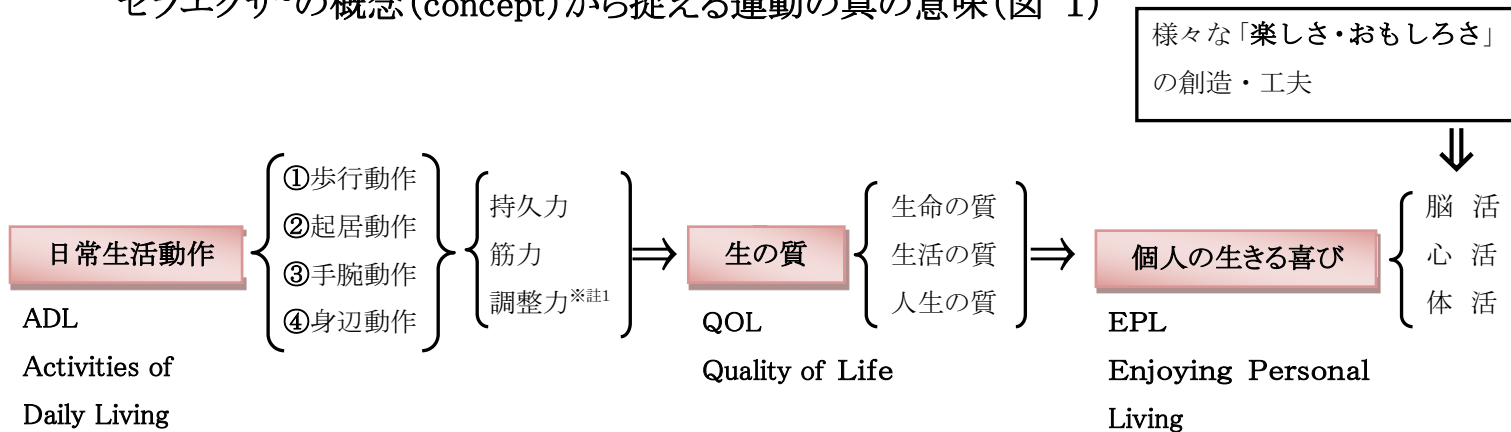 の概念(concept)から捉える運動の真の意味(図 1)
様々な「楽しさ・おもしろさ」
の創造・工夫
日常生活動作
ADL
Activities of
Daily Living
①歩行動作
②起居動作
③手腕動作
④身辺動作
持久力
筋力
調整力※註1
⇒
生の質
QOL
Quality of Life
生命の質
生活の質
人生の質
⇒
個人の生きる喜び
EPL
Enjoying Personal
Living
⇓
脳 活
心 活
体 活